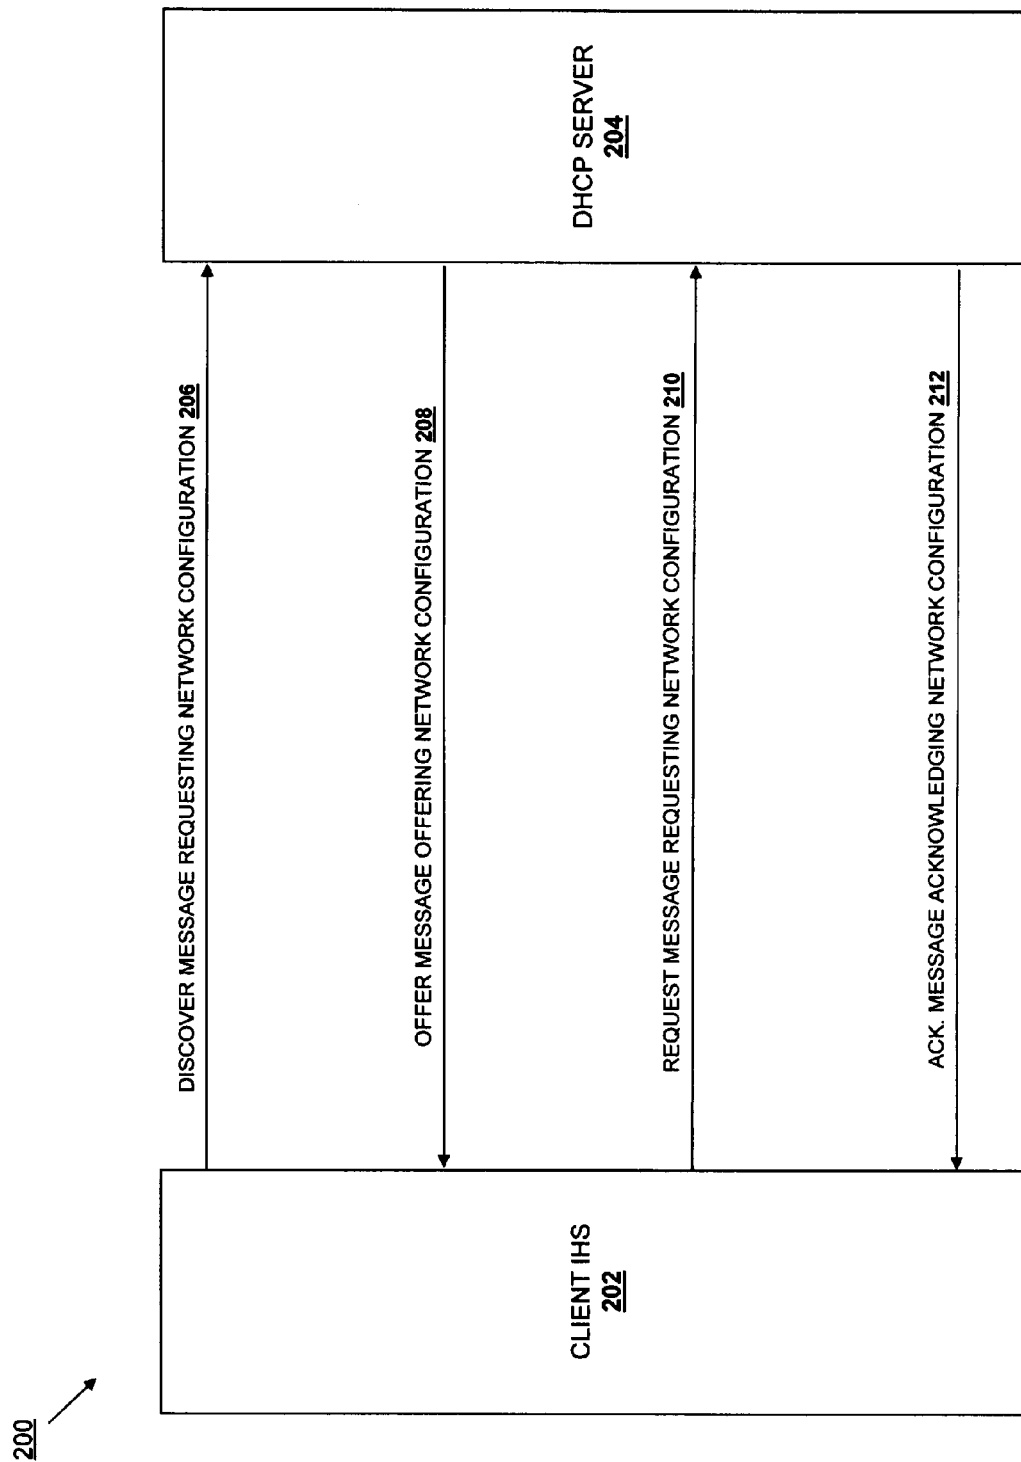 200
CLIENT IHS
202
DISCOVER MESSAGE REQUESTING NETWORK CONFIGURATION 206
OFFER MESSAGE OFFERING NETWORK CONFIGURATION 208
REQUEST MESSAGE REQUESTING NETWORK CONFIGURATION 210
ACK. MESSAGE ACKNOWLEDGING NETWORK CONFIGURATION 212
DHCP SERVER
204